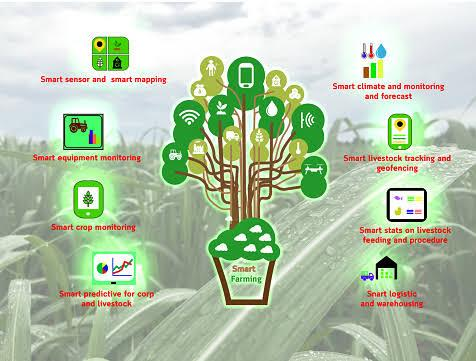 Smart sensor and smart mapping
Smart equipment monitoring
Smart crop monitoring
Smart predictive for corp
and livestock
Smart
Farming
Smart climate and monitoring
and forecast
Smart livestock tracking and
geofencing
Smart stats on livestock
feeding and procedure
Snart logistic
and warehousing